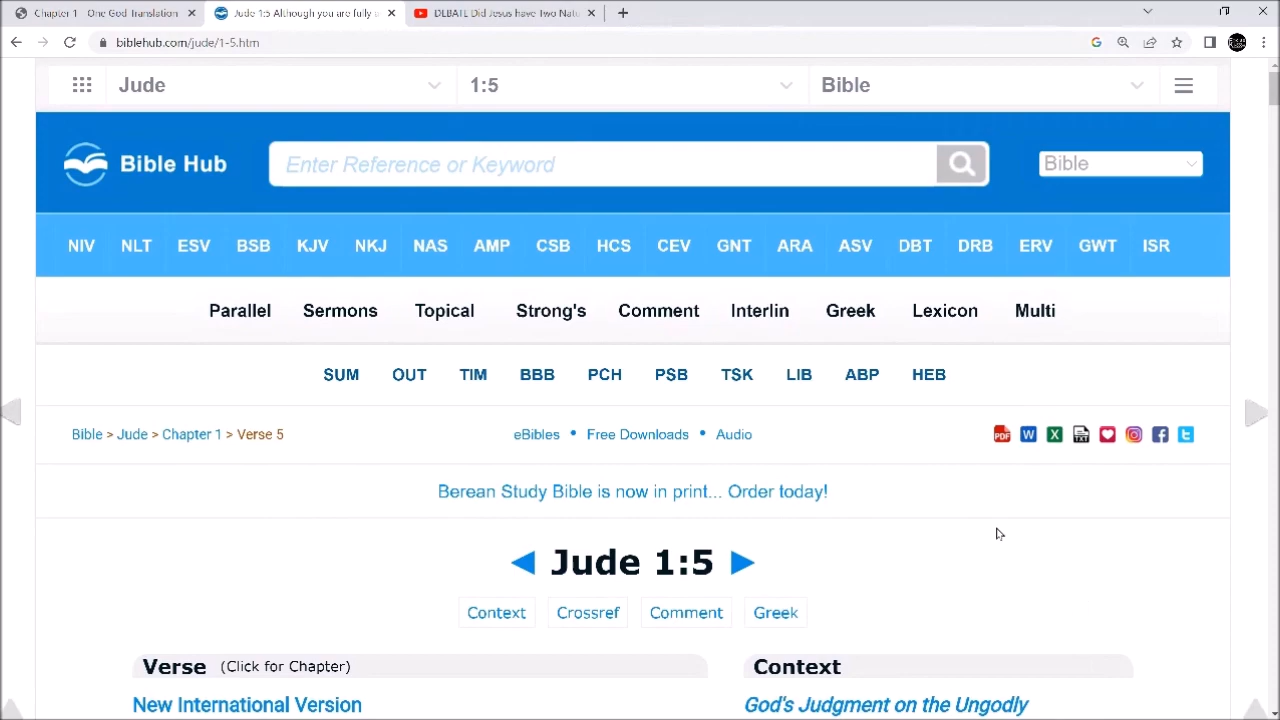 Chapter 1 - One God Translation
Jude 1:5 Although you are fully a
DEBATE Did Jesus have Two Natu
biblehub.com/jude/1-5.htm
Jude 1:5 Bible
Bible Hub Enter Reference or Keyword Bible
NIV NLT ESV BSB KJV NKJ NAS AMP CSB HCS CEV GNT ARA ASV DBT DRB ERV GWT ISR
Parallel Sermons Topical Strong's Comment Interlin Greek Lexicon Multi
SUM OUT TIM BBB PCH PSB TSK LIB ABP HEB
Bible > Jude > Chapter 1 > Verse 5 eBibles • Free Downloads • Audio
Berean Study Bible is now in print... Order today!
Jude 1:5
Context Crossref Comment Greek
Verse (Click for Chapter)
New International Version
Context
God's Judgment on the Ungodly